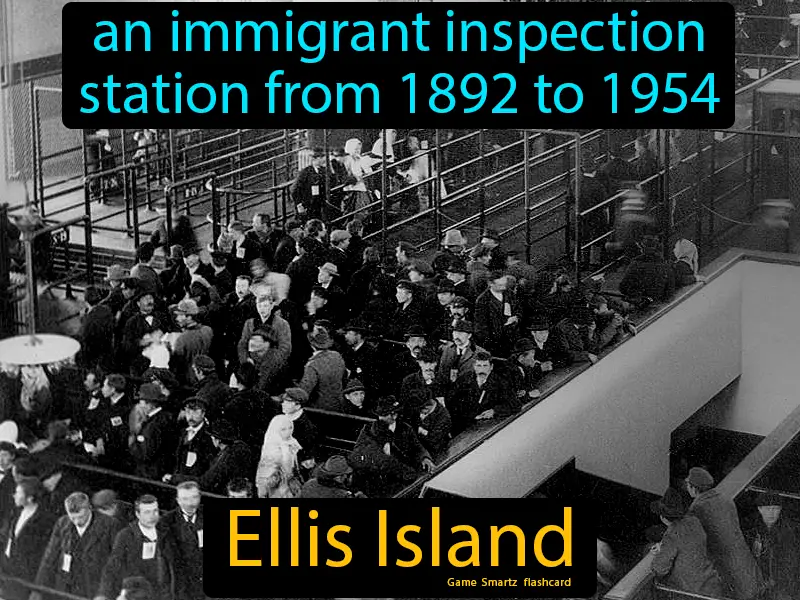 an immigrant inspection
station from 1892 to 1954
Ellis Island
Game Smartz flashcard